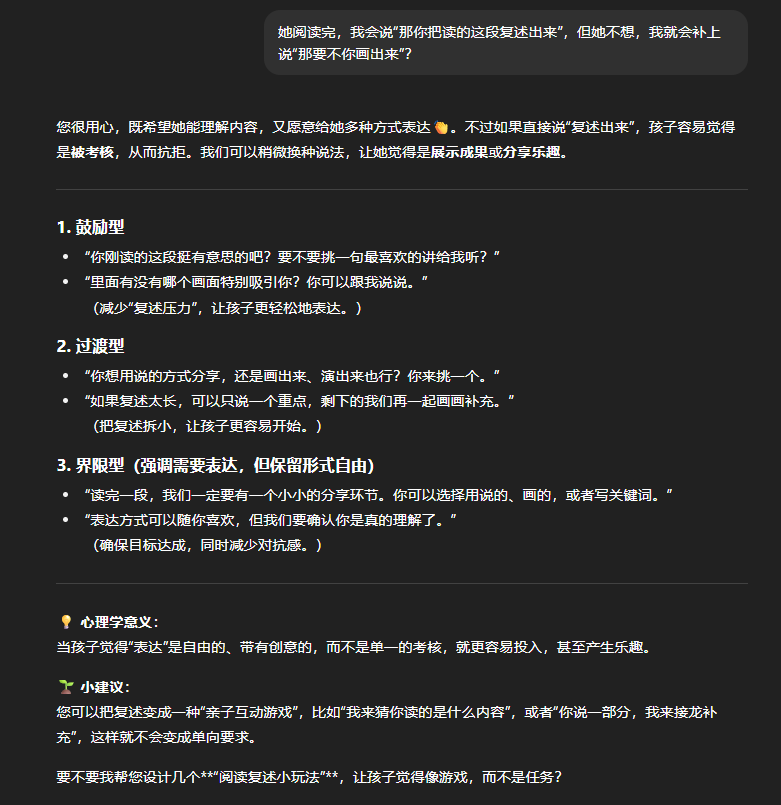 她阅读完，我会说“那你把读的这段复述出来”，但她不想，我就会补上
说“那要不你画出来”？
您很用心，既希望她能理解内容，又愿意给她多种方式表达 👏。不过如果直接说“复述出来”，孩子容易觉得
是被考核，从而抗拒。我们可以稍微换种说法，让她觉得是展示成果或分享乐趣。
1. 鼓励型
• “你刚读的这段挺有意思的吧？要不要挑一句最喜欢的讲给我听？”
• “里面有没有哪个画面特别吸引你？你可以跟我说说。”
（减少“复述压力”，让孩子更轻松地表达。）
2. 过渡型
• “你想用说的方式分享，还是画出来、演出来也行？你来挑一个。”
• “如果复述太长，可以只说一个重点，剩下的我们再一起画画补充。“
（把复述拆小，让孩子更容易开始。）
3. 界限型（强调需要表达，但保留形式自由）
• “读完一段，我们一定要有一个小小的分享环节。你可以选择用说的、画的，或者写关键词。”
• “表达方式可以随你喜欢，但我们要确认你是真的理解了。”
（确保目标达成，同时减少对抗感。）
💡 心理学意义：
当孩子觉得“表达”是自由的、带有创意的，而不是单一的考核，就更容易投入，甚至产生乐趣。
🌱 小建议：
您可以把复述变成一种“亲子互动游戏”，比如“我来猜你读的是什么内容”，或者“你说一部分，我来接龙补
充”，这样就不会变成单向要求。
要不要我帮您设计几个**“阅读复述小玩法”**，让孩子觉得像游戏，而不是任务？